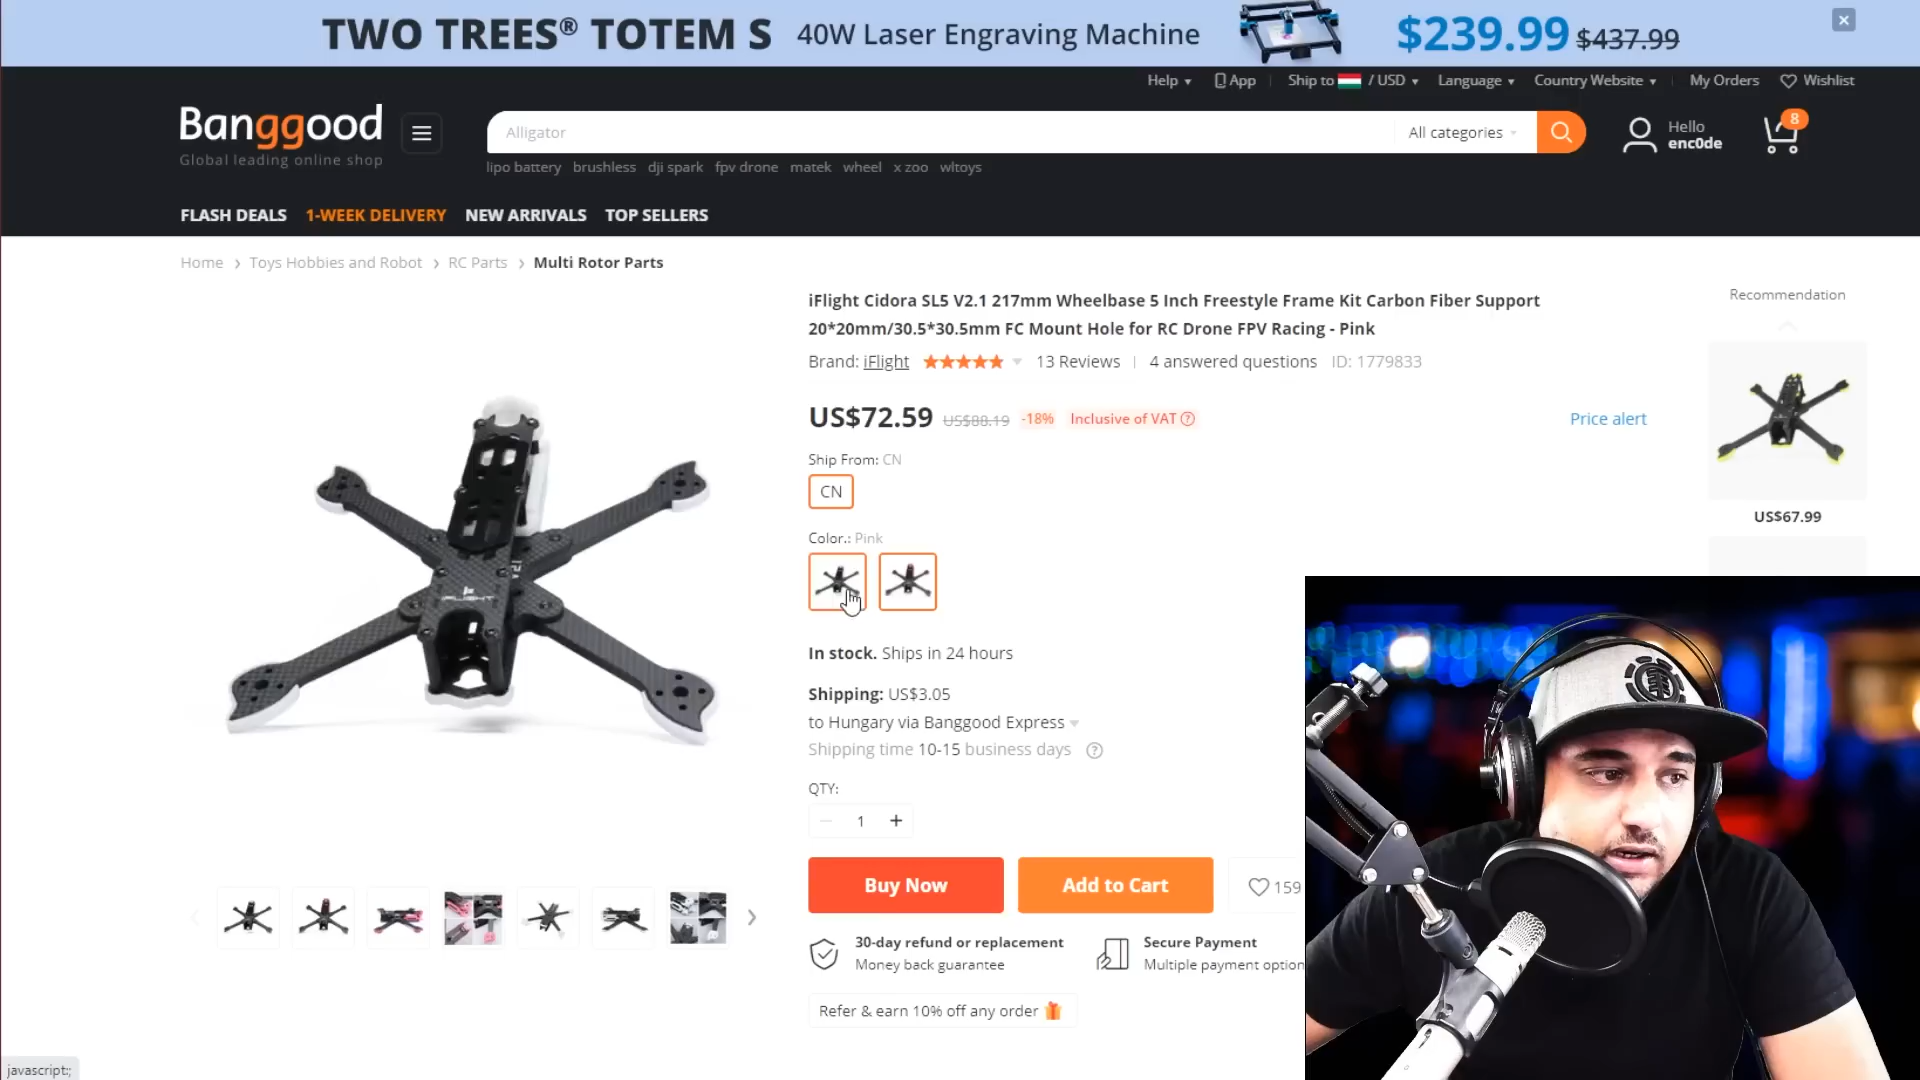 TWO TREES® TOTEM S 40W Laser Engraving Machine $239.99 $437.99
Help App Ship to / USD Language Country Website My Orders Wishlist
Banggood
Global leading online shop
Alligator All categories
8
Hello
enc0de
lipo battery brushless dji spark fpv drone matek wheel x zoo wltoys
FLASH DEALS 1-WEEK DELIVERY NEW ARRIVALS TOP SELLERS
Home > Toys Hobbies and Robot > RC Parts > Multi Rotor Parts
iFlight Cidora SL5 V2.1 217mm Wheelbase 5 Inch Freestyle Frame Kit Carbon Fiber Support
20*20mm/30.5*30.5mm FC Mount Hole for RC Drone FPV Racing - Pink
Brand: iFlight 13 Reviews | 4 answered questions ID: 1779833
US$72.59 US$88.19 -18% Inclusive of VAT ? Price alert
Ship From: CN
CN
Color.: Pink
In stock. Ships in 24 hours
Shipping: US$3.05
to Hungary via Banggood Express
Shipping time 10-15 business days ?
QTY:
− 1 +
Buy Now Add to Cart 159
30-day refund or replacement
Money back guarantee
Secure Payment
Multiple payment option
Refer & earn 10% off any order
Recommendation
US$67.99
IFLIGHT
javascript:;